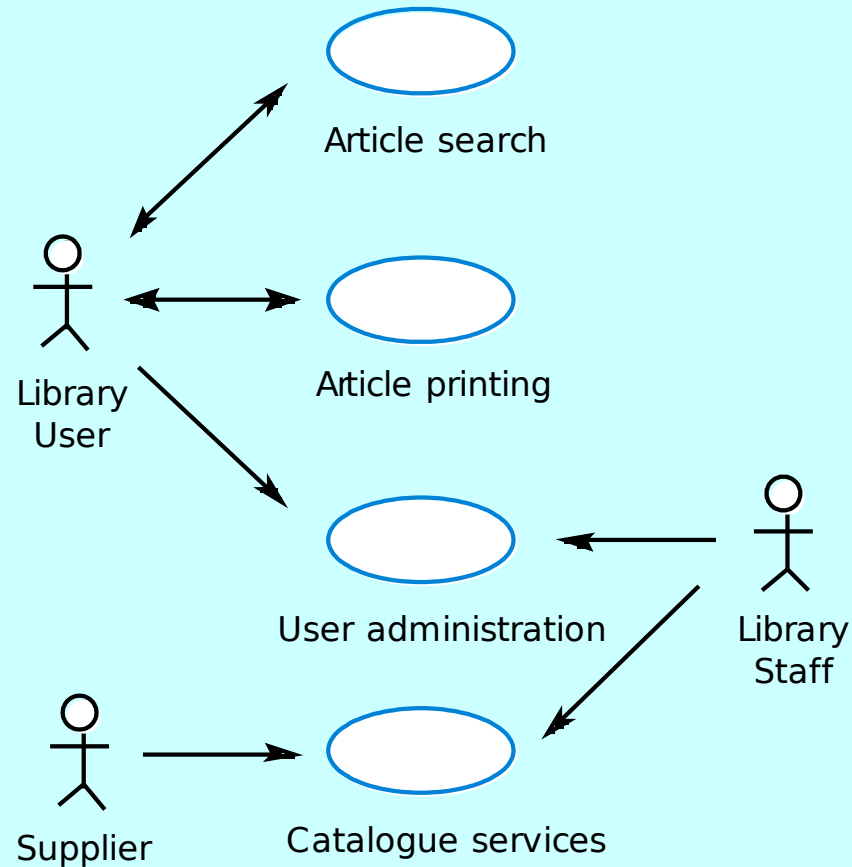 Article search
Article printing
Library
User
User administration
Library
Staff
Supplier
Catalogue services